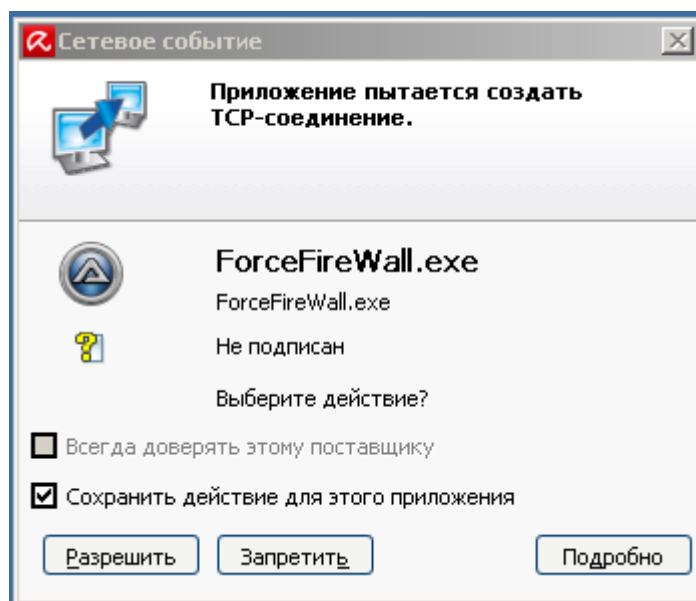 Сетевое событие
Приложение пытается создать
TCP-соединение.
ForceFireWall.exe
ForceFireWall.exe
Не подписан
Выберите действие?
Всегда доверять этому поставщику
Сохранить действие для этого приложения
Разрешить Запретить Подробно